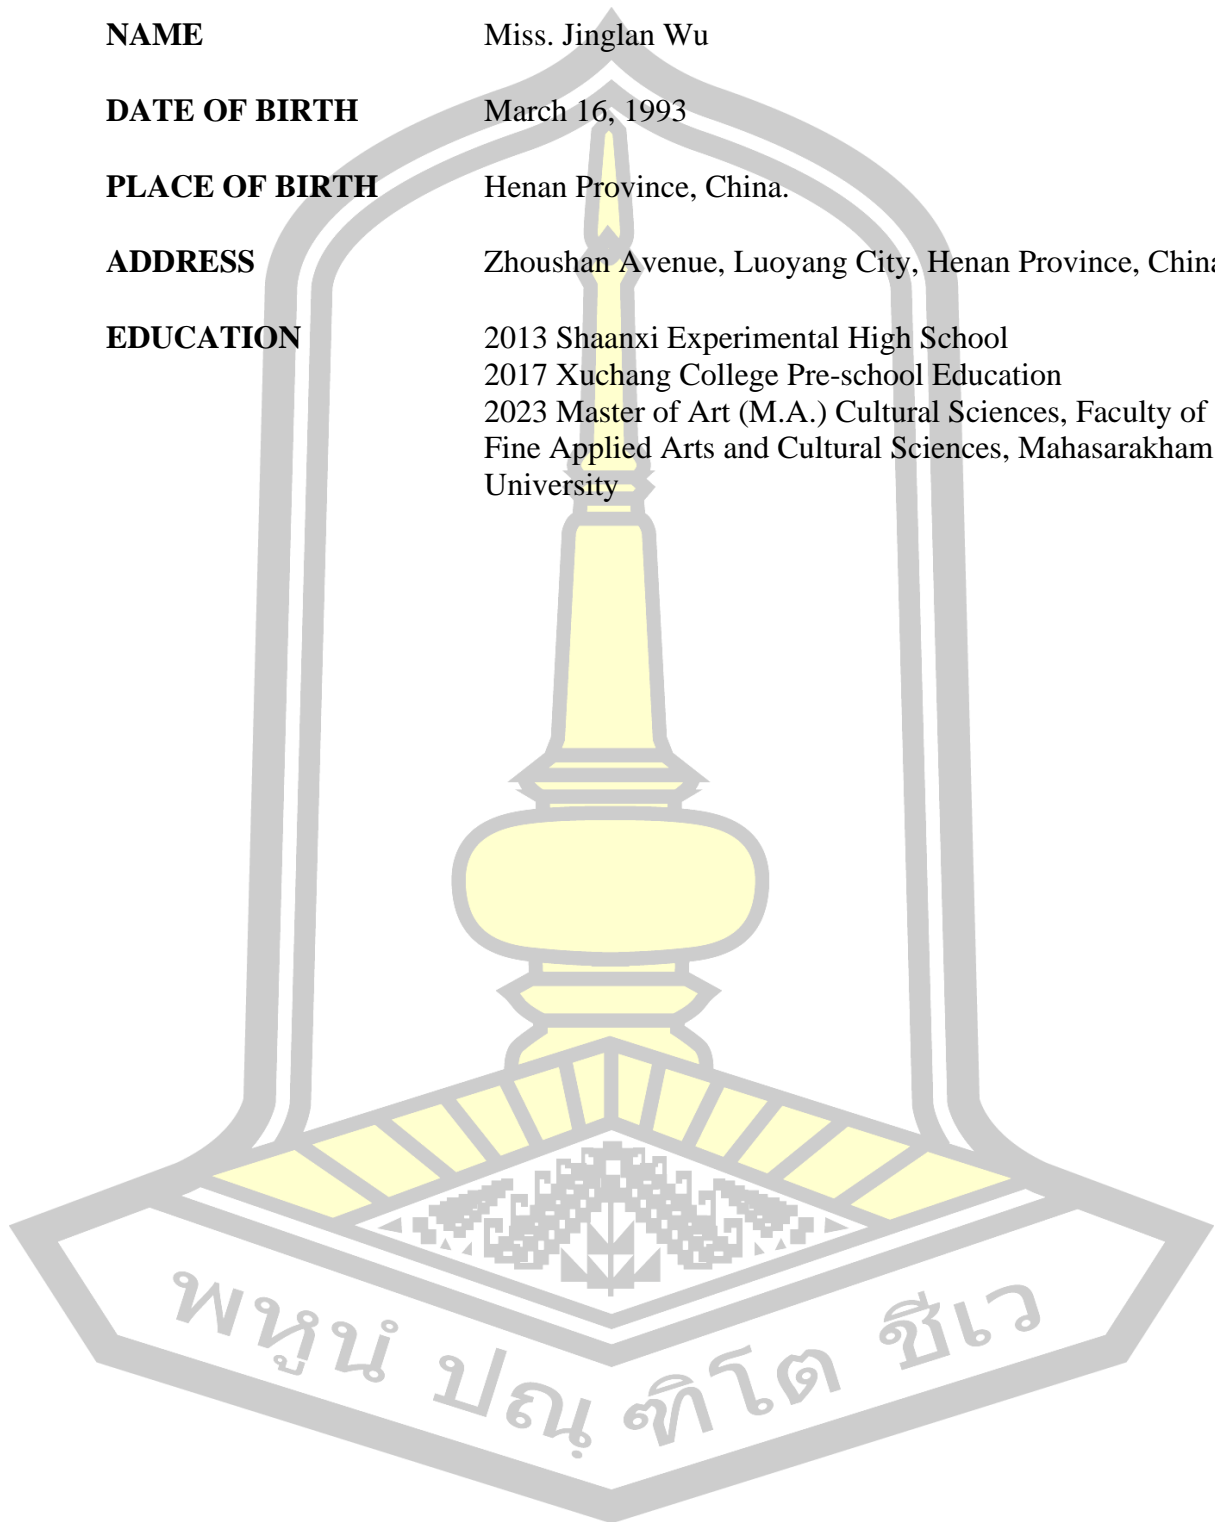 NAME Miss. Jinglan Wu
DATE OF BIRTH March 16, 1993
PLACE OF BIRTH Henan Province, China.
ADDRESS Zhoushan Avenue, Luoyang City, Henan Province, China
EDUCATION 2013 Shaanxi Experimental High School
2017 Xuchang College Pre-school Education
2023 Master of Art (M.A.) Cultural Sciences, Faculty of
Fine Applied Arts and Cultural Sciences, Mahasarakham
University
พหูนํ ปณฺฑิโต ชีเว